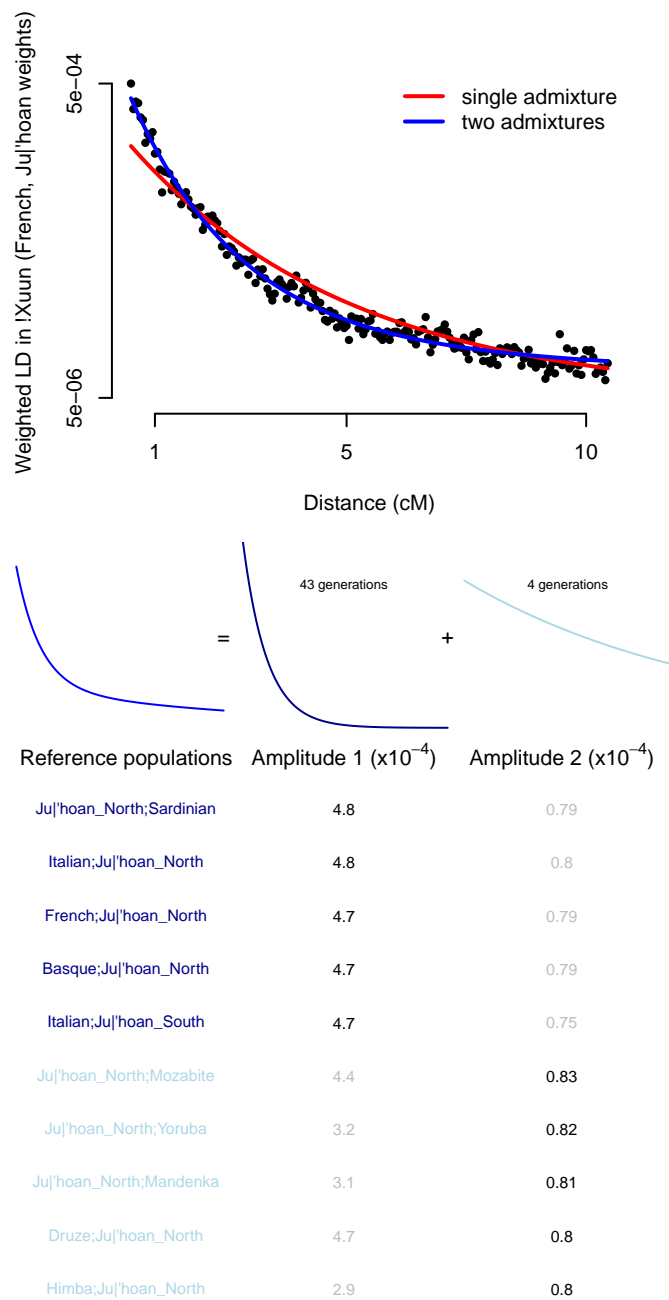 Weighted LD in !Xuun (French, Ju|'hoan weights)
5e-04
5e-06
single admixture
two admixtures
1 5 10
Distance (cM)
43 generations 4 generations
= +
Reference populations Amplitude 1 (x10−4) Amplitude 2 (x10−4)
Ju|'hoan_North;Sardinian 4.8 0.79
Italian;Ju|'hoan_North 4.8 0.8
French;Ju|'hoan_North 4.7 0.79
Basque;Ju|'hoan_North 4.7 0.79
Italian;Ju|'hoan_South 4.7 0.75
Ju|'hoan_North;Mozabite 4.4 0.83
Ju|'hoan_North;Yoruba 3.2 0.82
Ju|'hoan_North;Mandenka 3.1 0.81
Druze;Ju|'hoan_North 4.7 0.8
Himba;Ju|'hoan_North 2.9 0.8